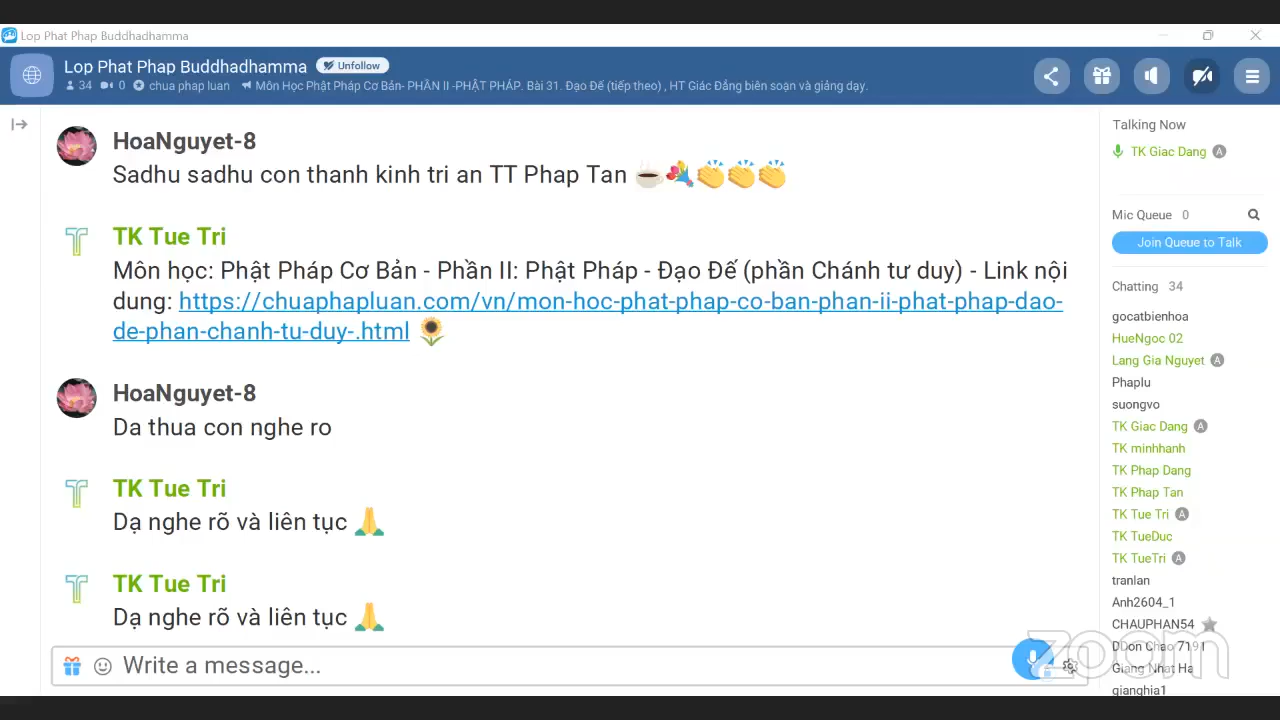 Lop Phat Phap Buddhadhamma
Lop Phat Phap Buddhadhamma Unfollow
34 0 chua phap luan Môn Học Phật Pháp Cơ Bản- PHẦN II -PHẬT PHÁP. Bài 31. Đạo Đế (tiếp theo) , HT Giác Đẳng biên soạn và giảng dạy.
HoaNguyet-8
Sadhu sadhu con thanh kinh tri an TT Phap Tan ☕💐👏👏👏
TK Tue Tri
Môn học: Phật Pháp Cơ Bản - Phần II: Phật Pháp - Đạo Đế (phần Chánh tư duy) - Link nội
dung: https://chuaphapluan.com/vn/mon-hoc-phat-phap-co-ban-phan-ii-phat-phap-dao-
de-phan-chanh-tu-duy-.html 🌻
HoaNguyet-8
Da thua con nghe ro
TK Tue Tri
Dạ nghe rõ và liên tục 🙏
TK Tue Tri
Dạ nghe rõ và liên tục 🙏
Write a message...
Talking Now
TK Giac Dang A
Mic Queue 0
Join Queue to Talk
Chatting 34
gocatbienhoa
HueNgoc 02
Lang Gia Nguyet A
Phaplu
suongvo
TK Giac Dang A
TK minhhanh
TK Phap Dang
TK Phap Tan
TK Tue Tri A
TK TueDuc
TK TueTri A
tranlan
Anh2604_1
CHAUPHAN54
DDon Chao 7191
Giang Nhat Ha
qianghia1
zoom